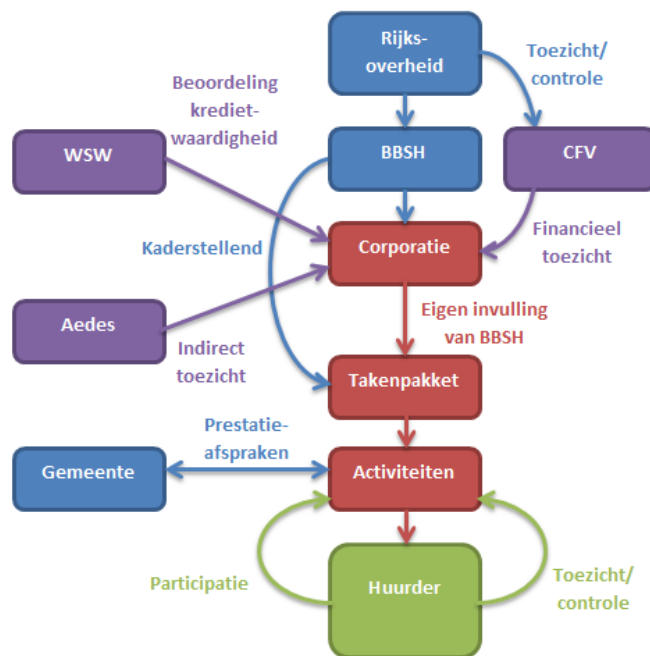 Rijks-
overheid
Toezicht/
controle
Beoordeling
krediet-
waardigheid
WSW
BBSH
CFV
Kaderstellend
Corporatie
Financieel
toezicht
Aedes
Indirect
toezicht
Eigen invulling
van BBSH
Takenpakket
Prestatie-
afspraken
Gemeente
Activiteiten
Participatie
Huurder
Toezicht/
controle